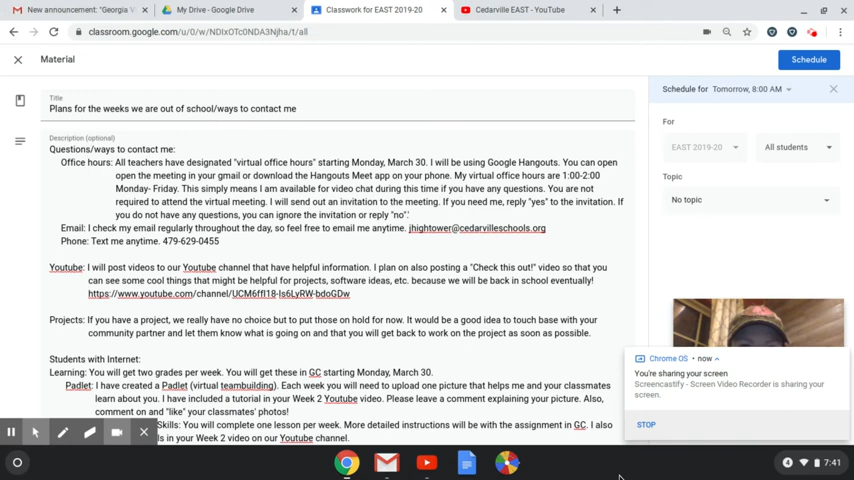 New announcement: "Georgia V
My Drive - Google Drive
Classwork for EAST 2019-20
Cedarville EAST - YouTube
classroom.google.com/u/0/w/NDIxOTc0NDA3Njha/t/all
Material
Schedule
Title
Plans for the weeks we are out of school/ways to contact me
Schedule for Tomorrow, 8:00 AM
Description (optional)
Questions/ways to contact me:
Office hours: All teachers have designated "virtual office hours" starting Monday, March 30. I will be using Google Hangouts. You can open
open the meeting in your gmail or download the Hangouts Meet app on your phone. My virtual office hours are 1:00-2:00
Monday- Friday. This simply means I am available for video chat during this time if you have any questions. You are not
required to attend the virtual meeting. I will send out an invitation to the meeting. If you need me, reply "yes" to the invitation. If
you do not have any questions, you can ignore the invitation or reply "no".'
Email: I check my email regularly throughout the day, so feel free to email me anytime. jhightower@cedarvilleschools.org
Phone: Text me anytime. 479-629-0455
Youtube: I will post videos to our Youtube channel that have helpful information. I plan on also posting a "Check this out!" video so that you
can see some cool things that might be helpful for projects, software ideas, etc. because we will be back in school eventually!
https://www.youtube.com/channel/UCM6ffl18-Is6LyRW-bdoGDw
Projects: If you have a project, we really have no choice but to put those on hold for now. It would be a good idea to touch base with your
community partner and let them know what is going on and that you will get back to work on the project as soon as possible.
Students with Internet:
Learning: You will get two grades per week. You will get these in GC starting Monday, March 30.
Padlet: I have created a Padlet (virtual teambuilding). Each week you will need to upload one picture that helps me and your classmates
learn about you. I have included a tutorial in your Week 2 Youtube video. Please leave a comment explaining your picture. Also,
comment on and "like" your classmates' photos!
Skills: You will complete one lesson per week. More detailed instructions will be with the assignment in GC. I also
ls in your Week 2 video on our Youtube channel.
For
EAST 2019-20
All students
Topic
No topic
Chrome OS • now
You're sharing your screen
Screencastify - Screen Video Recorder is sharing your
screen.
STOP
4
7:41